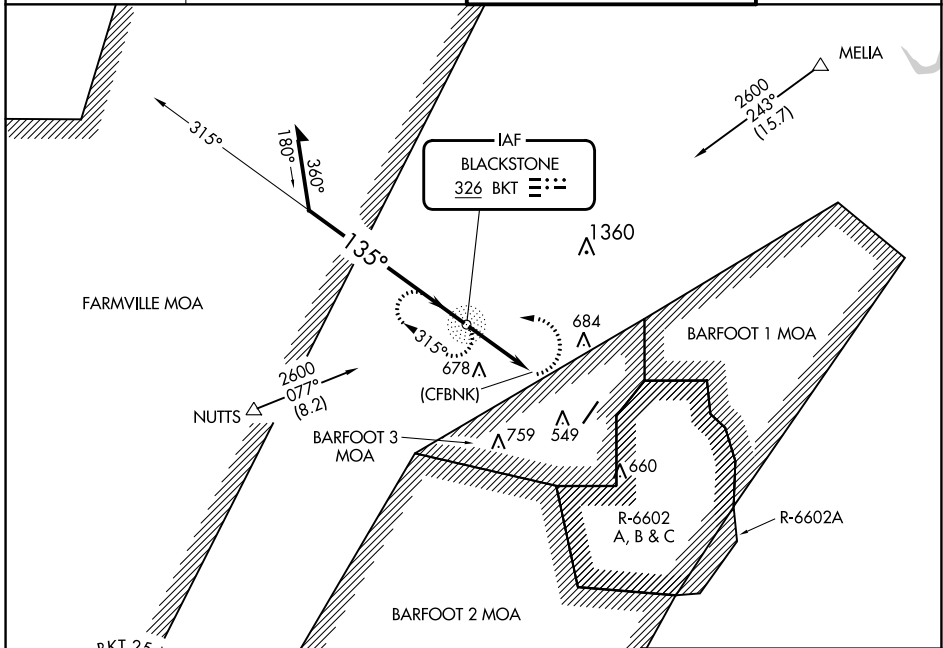 MELIA
2600
243°
(15.7)
315°
180°
360°
IAF
BLACKSTONE
326 BKT
135°
1360
FARMVILLE MOA
684
BARFOOT 1 MOA
315°
678
(CFBNK)
2600
077°
(8.2)
NUTTS
BARFOOT 3
MOA
759
549
660
R-6602
A, B & C
R-6602A
BARFOOT 2 MOA
BKT 25